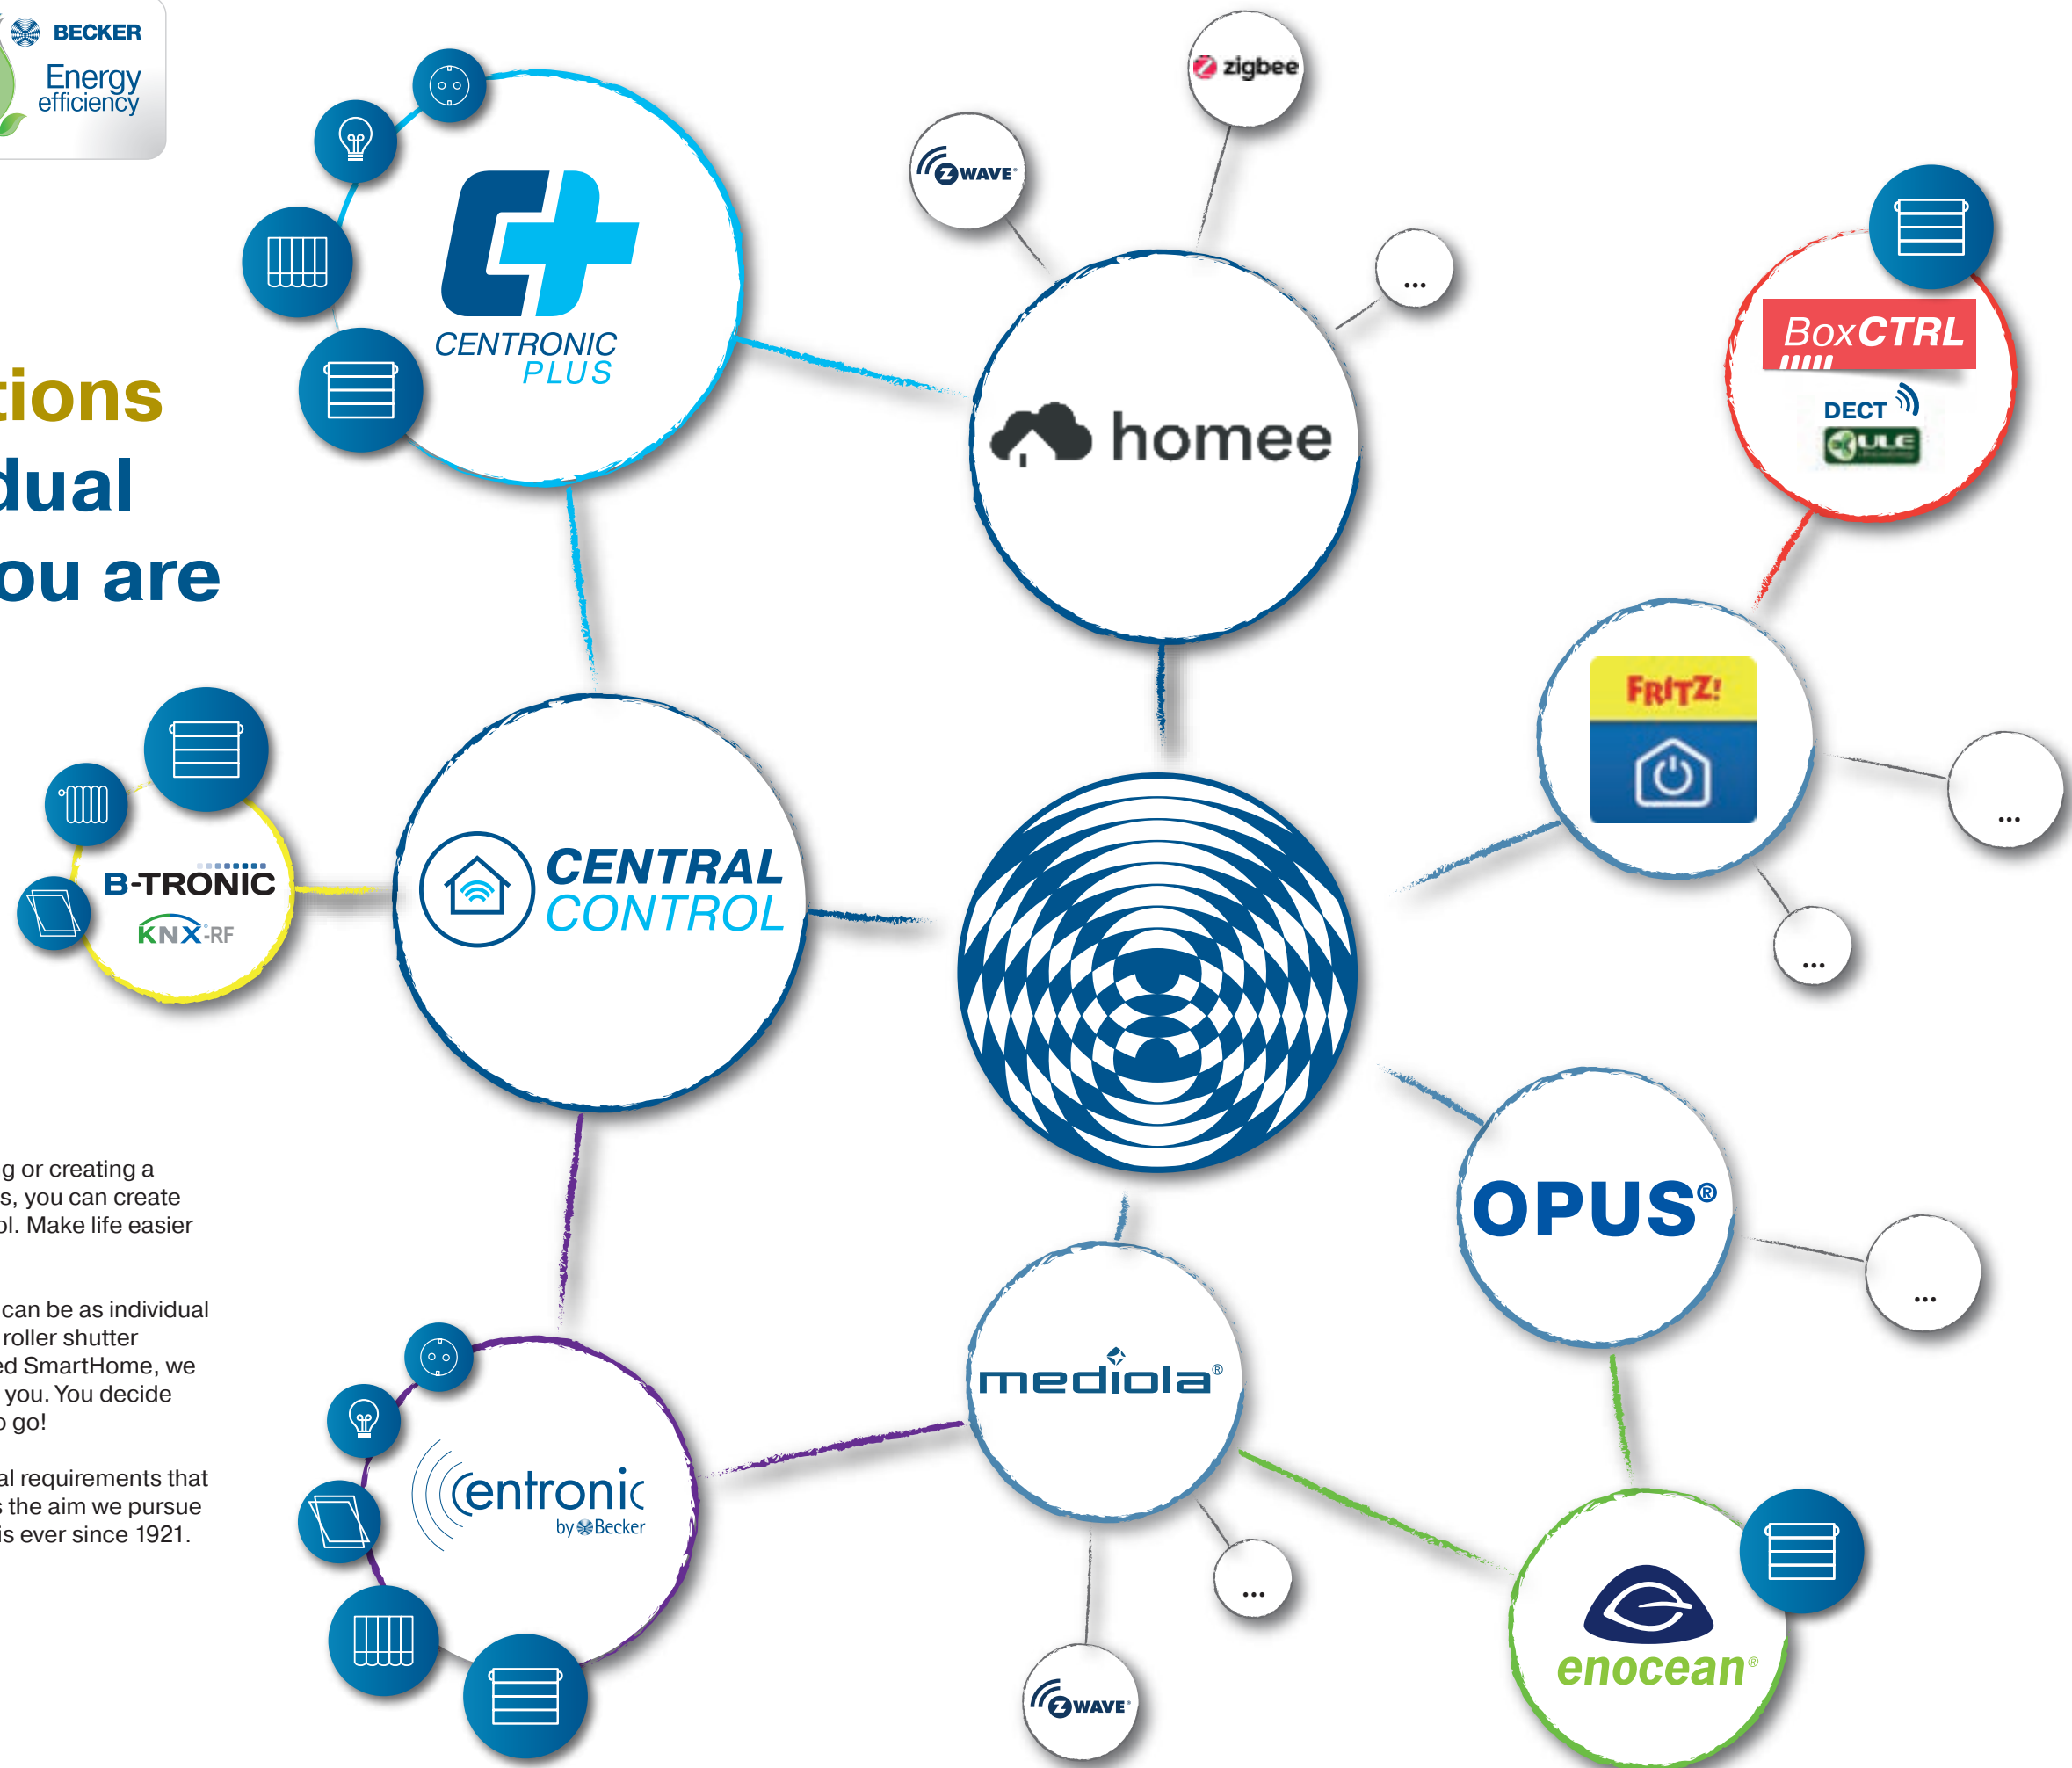 BECKER
Energy
efficiency
tions
dual
ou are
g or creating a
s, you can create
ol. Make life easier
can be as individual
roller shutter
ed SmartHome, we
you. You decide
o go!
al requirements that
s the aim we pursue
is ever since 1921.
CENTRONIC
PLUS
Z WAVE®
zigbee
...
homee
BoxCTRL
DECT
ULE
FRITZ!
...
...
B-TRONIC
KNX®-RF
CENTRAL
CONTROL
OPUS®
...
mediola®
...
Z WAVE®
centronic
by Becker
enocean®